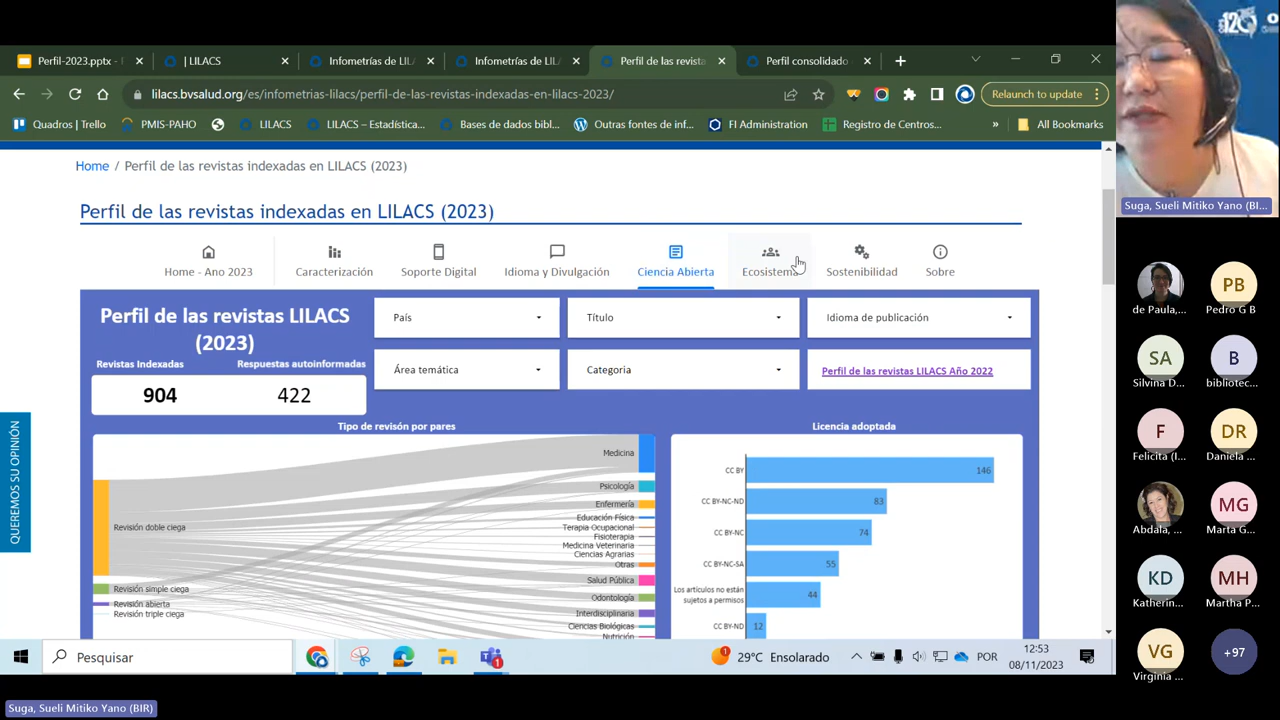 Perfil-2023.pptx -
| LILACS
Infometrías de LIL
Infometrías de LIL
Perfil de las revista
Perfil consolidado
lilacs.bvsalud.org/es/infometrias-lilacs/perfil-de-las-revistas-indexadas-en-lilacs-2023/
Relaunch to update
Quadros | Trello
PMIS-PAHO
LILACS
LILACS – Estadística...
Bases de dados bibl...
Outras fontes de inf...
FI Administration
Registro de Centros...
»
All Bookmarks
Home / Perfil de las revistas indexadas en LILACS (2023)
Perfil de las revistas indexadas en LILACS (2023)
Home - Ano 2023
Caracterización
Soporte Digital
Idioma y Divulgación
Ciencia Abierta
Ecosistema
Sostenibilidad
Sobre
Perfil de las revistas LILACS
(2023)
Revistas Indexadas
Respuestas autoinformadas
904
422
País
Título
Idioma de publicación
Área temática
Categoria
Perfil de las revistas LILACS Año 2022
QUEREMOS SU OPINIÓN
Tipo de revisón por pares
Revisión doble ciega
Revisión simple ciega
Revisión abierta
Revisión triple ciega
Medicina
Psicología
Enfermería
Educación Física
Terapia Ocupacional
Fisioterapia
Medicina Veterinaria
Ciencias Agrarias
Otras
Salud Pública
Odontología
Interdisciplinaria
Ciencias Biológicas
Nutrición
Licencia adoptada
CC BY 146
CC BY-NC-ND 83
CC BY-NC 74
CC BY-NC-SA 55
Los artículos no están
sujetos a permisos 44
CC BY-ND 12
Pesquisar
1
1
29°C Ensolarado
POR
12:53
08/11/2023
Suga, Sueli Mitiko Yano (BIR)
120
Suga, Sueli Mitiko Yano (BI...
de Paula,...
PB
Pedro G B
SA
Silvina D...
B
bibliotec...
F
Felicita (I...
DR
Daniela ...
Abdala, ...
MG
Marta G...
KD
Katherin...
MH
Martha P...
VG
Virginia ...
+97